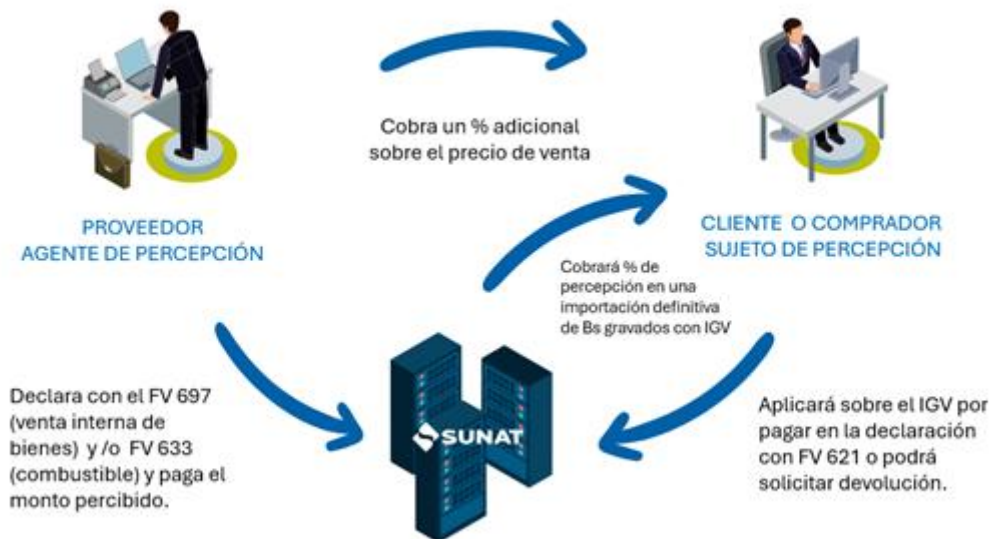 Cobra un % adicional
sobre el precio de venta
PROVEEDOR
AGENTE DE PERCEPCIÓN
CLIENTE O COMPRADOR
SUJETO DE PERCEPCIÓN
Cobrará % de
percepción en una
importación definitiva
de Bs gravados con IGV
Declara con el FV 697
(venta interna de
bienes) y /o FV 633
(combustible) y paga el
monto percibido.
SUNAT
Aplicará sobre el IGV por
pagar en la declaración
con FV 621 o podrá
solicitar devolución.